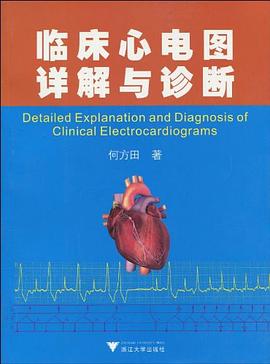 临床心电图
详解与诊断
Detailed Explanation and Diagnosis of
Clinical Electrocardiograms
何方田 著
浙江大学出版社